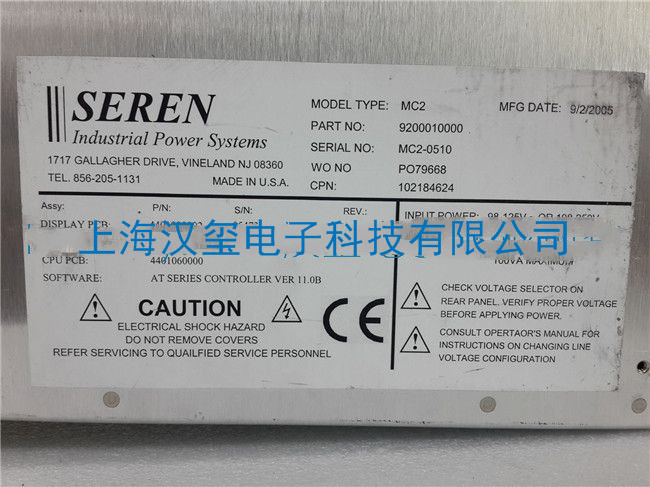 SEREN
Industrial Power Systems
1717 GALLAGHER DRIVE, VINELAND NJ 08360
TEL. 856-205-1131 MADE IN U.S.A.
MODEL TYPE: MC2 MFG DATE: 9/2/2005
PART NO: 9200010000
SERIAL NO: MC2-0510
WO NO PO79668
CPN: 102184624
Assy: P/N: S/N: REV.:
DISPLAY PCB:
INPUT POWER: 98-125V
上海汉玺电子科技有限公司
100VA MAXIMUM
CPU PCB: 4401060000
SOFTWARE: AT SERIES CONTROLLER VER 11.0B
CAUTION
ELECTRICAL SHOCK HAZARD
DO NOT REMOVE COVERS
REFER SERVICING TO QUAILFIED SERVICE PERSONNEL
CE
CHECK VOLTAGE SELECTOR ON
REAR PANEL. VERIFY PROPER VOLTAGE
BEFORE APPLYING POWER.
CONSULT OPERTAOR'S MANUAL FOR
INSTRUCTIONS ON CHANGING LINE
VOLTAGE CONFIGURATION